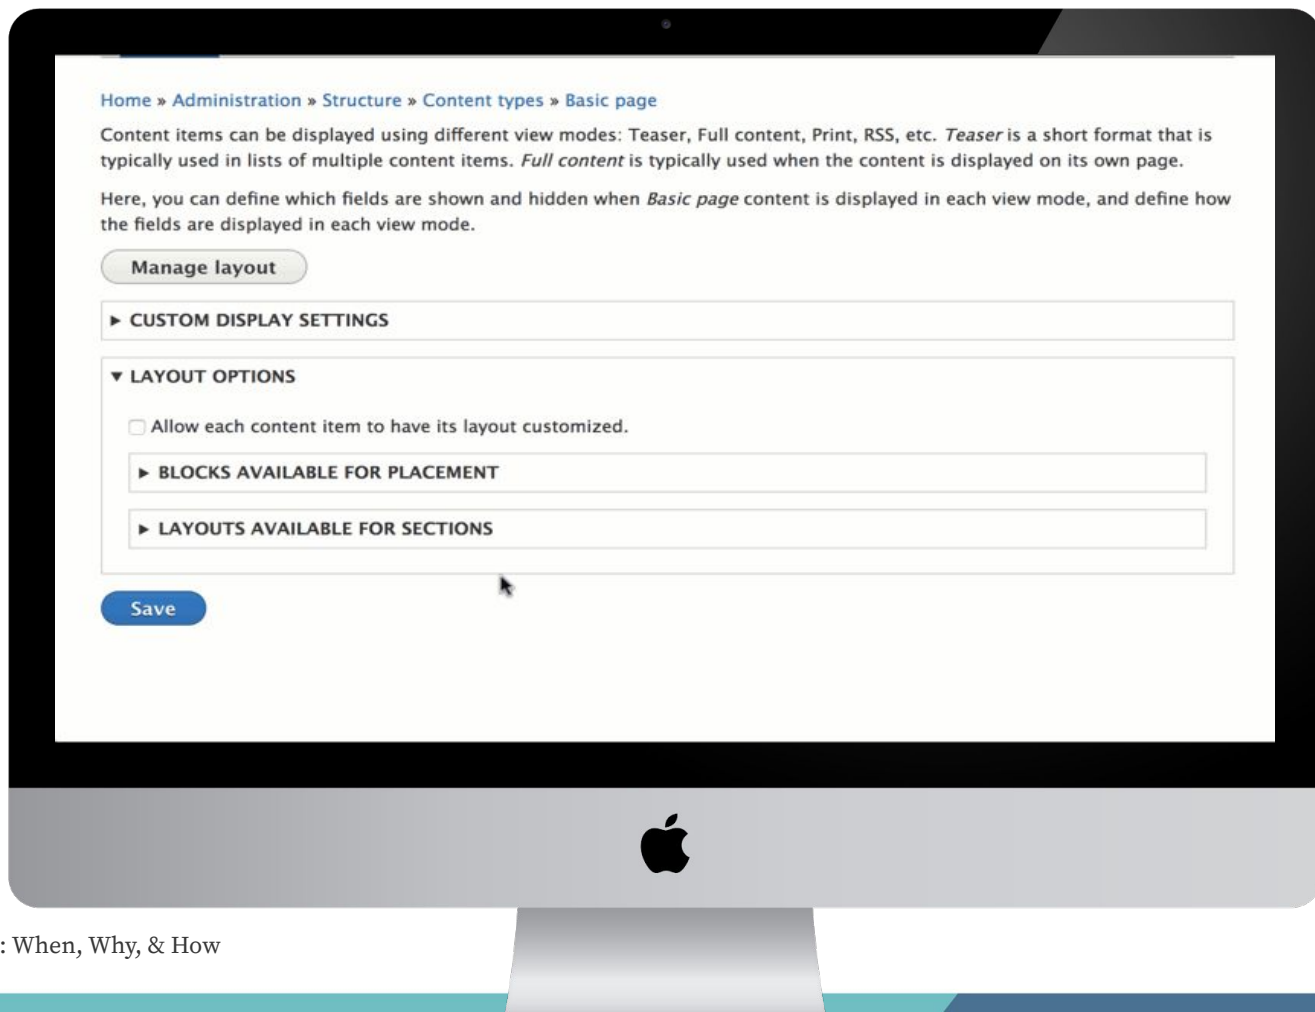 Home » Administration » Structure » Content types » Basic page
Content items can be displayed using different view modes: Teaser, Full content, Print, RSS, etc. Teaser is a short format that is
typically used in lists of multiple content items. Full content is typically used when the content is displayed on its own page.
Here, you can define which fields are shown and hidden when Basic page content is displayed in each view mode, and define how
the fields are displayed in each view mode.
Manage layout
► CUSTOM DISPLAY SETTINGS
▼ LAYOUT OPTIONS
Allow each content item to have its layout customized.
► BLOCKS AVAILABLE FOR PLACEMENT
► LAYOUTS AVAILABLE FOR SECTIONS
Save
: When, Why, & How